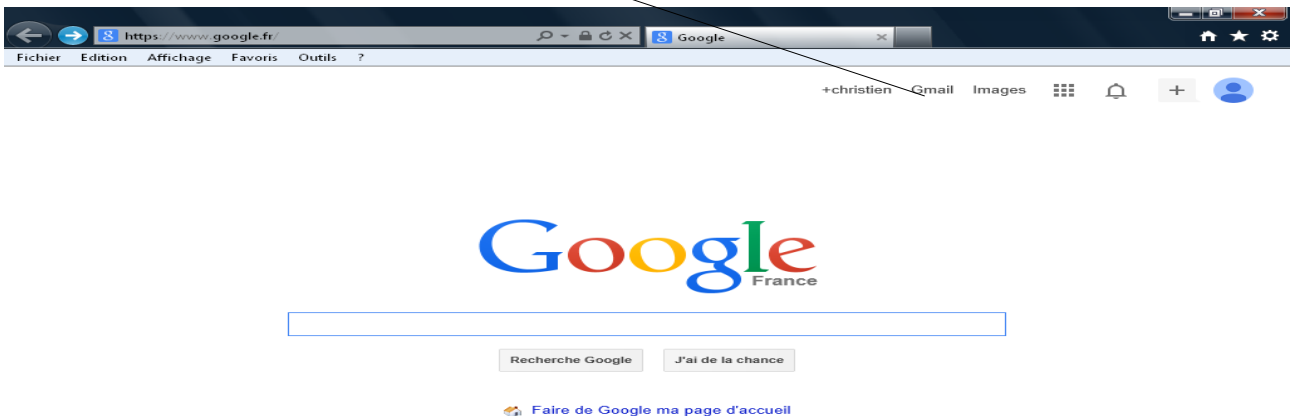 https://www.google.fr/ Google
Fichier Edition Affichage Favoris Outils ?
+christien Gmail Images
Google
France
Recherche Google J'ai de la chance
Faire de Google ma page d'accueil